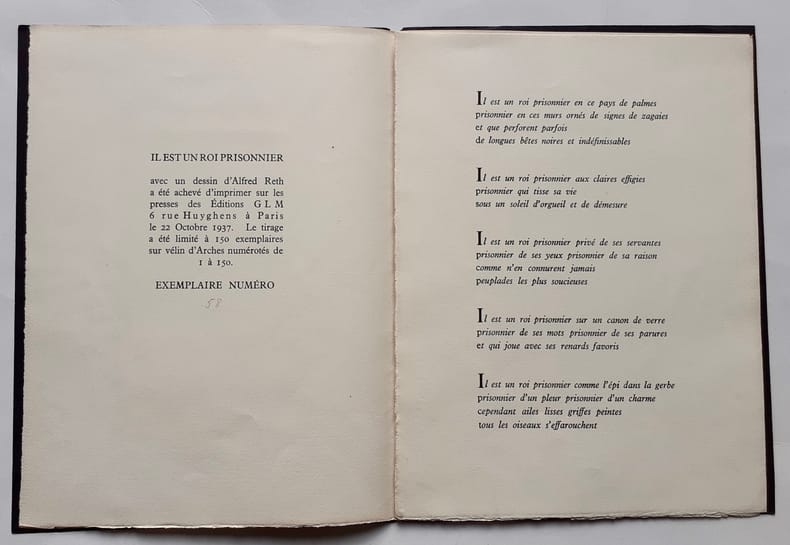 IL EST UN ROI PRISONNIER
avec un dessin d'Alfred Reth
a été achevé d'imprimer sur les
presses des Éditions G L M
6 rue Huyghens à Paris
le 22 Octobre 1937. Le tirage
a été limité à 150 exemplaires
sur vélin d'Arches numérotés de
1 à 150.
EXEMPLAIRE NUMÉRO
58
Il est un roi prisonnier en ce pays de palmes
prisonnier en ces murs ornés de signes de zagaies
et que perforent parfois
de longues bêtes noires et indéfinissables
Il est un roi prisonnier aux claires effigies
prisonnier qui tisse sa vie
sous un soleil d'orgueil et de démesure
Il est un roi prisonnier privé de ses servantes
prisonnier de ses yeux prisonnier de sa raison
comme n'en connurent jamais
peuplades les plus soucieuses
Il est un roi prisonnier sur un canon de verre
prisonnier de ses mots prisonnier de ses parures
et qui joue avec ses renards favoris
Il est un roi prisonnier comme l'épi dans la gerbe
prisonnier d'un pleur prisonnier d'un charme
cependant ailes lisses griffes peintes
tous les oiseaux s'effarouchent